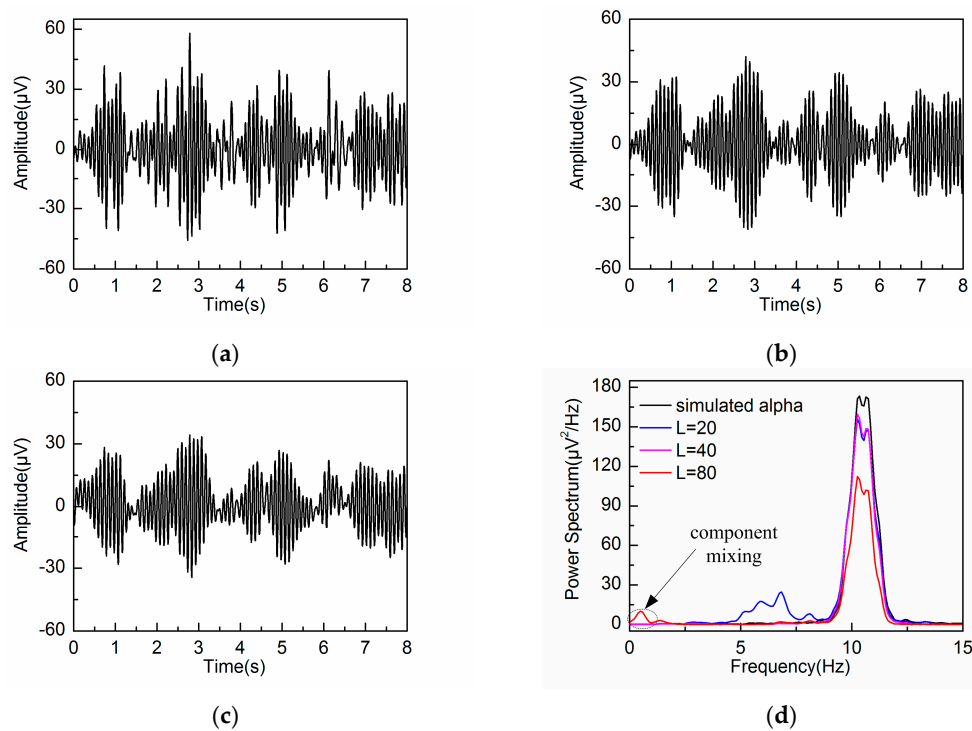 60
30
0
-30
-60
Amplitude(µV)
0 1 2 3 4 5 6 7 8
Time(s)
(a)
60
30
0
-30
-60
Amplitude(µV)
0 1 2 3 4 5 6 7 8
Time(s)
(b)
60
30
0
-30
-60
Amplitude(µV)
0 1 2 3 4 5 6 7 8
Time(s)
(c)
180
150
120
90
60
30
0
Power Spectrum(µV²/Hz)
simulated alpha
L=20
L=40
L=80
component
mixing
0 5 10 15
Frequency(Hz)
(d)